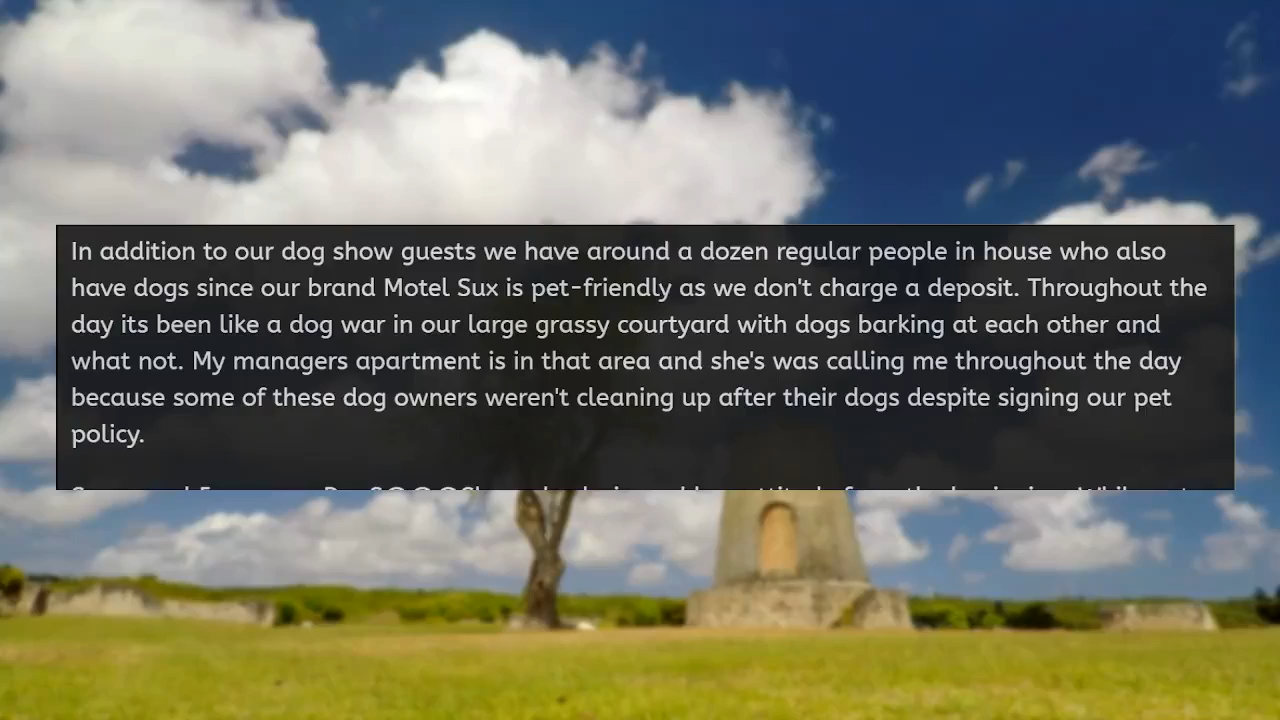 In addition to our dog show guests we have around a dozen regular people in house who also
have dogs since our brand Motel Sux is pet-friendly as we don't charge a deposit. Throughout the
day its been like a dog war in our large grassy courtyard with dogs barking at each other and
what not. My managers apartment is in that area and she's was calling me throughout the day
because some of these dog owners weren't cleaning up after their dogs despite signing our pet
policy.